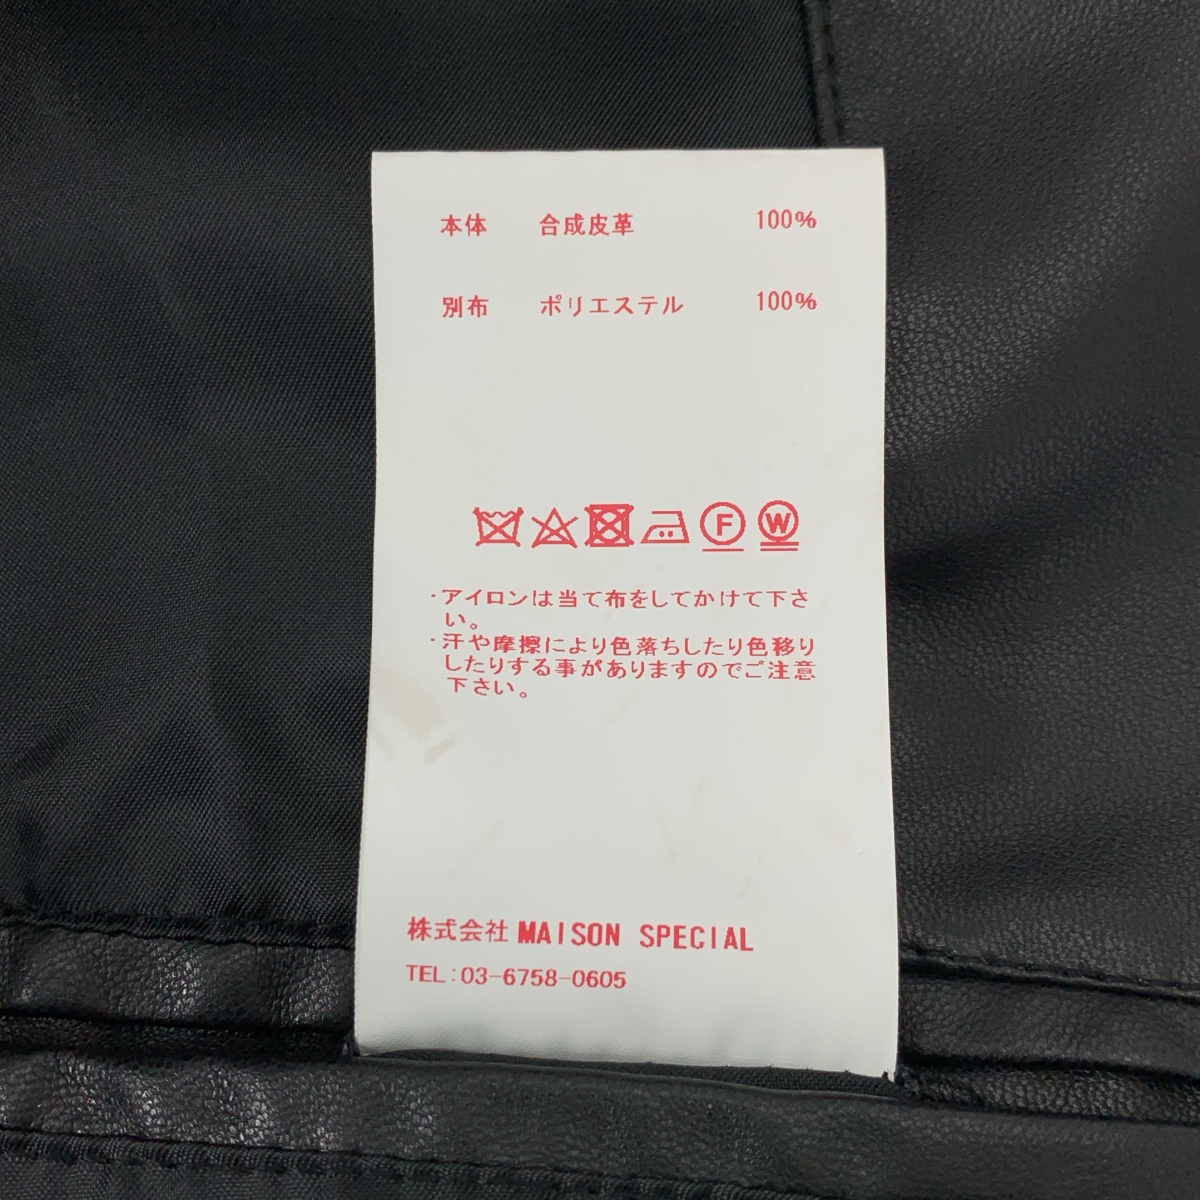 本体 合成皮革 100%
別布 ポリエステル 100%
F W
・アイロンは当て布をしてかけて下さ
い。
・汗や摩擦により色落ちしたり色移り
したりする事がありますのでご注意
下さい。
株式会社 MAISON SPECIAL
TEL:03-6758-0605